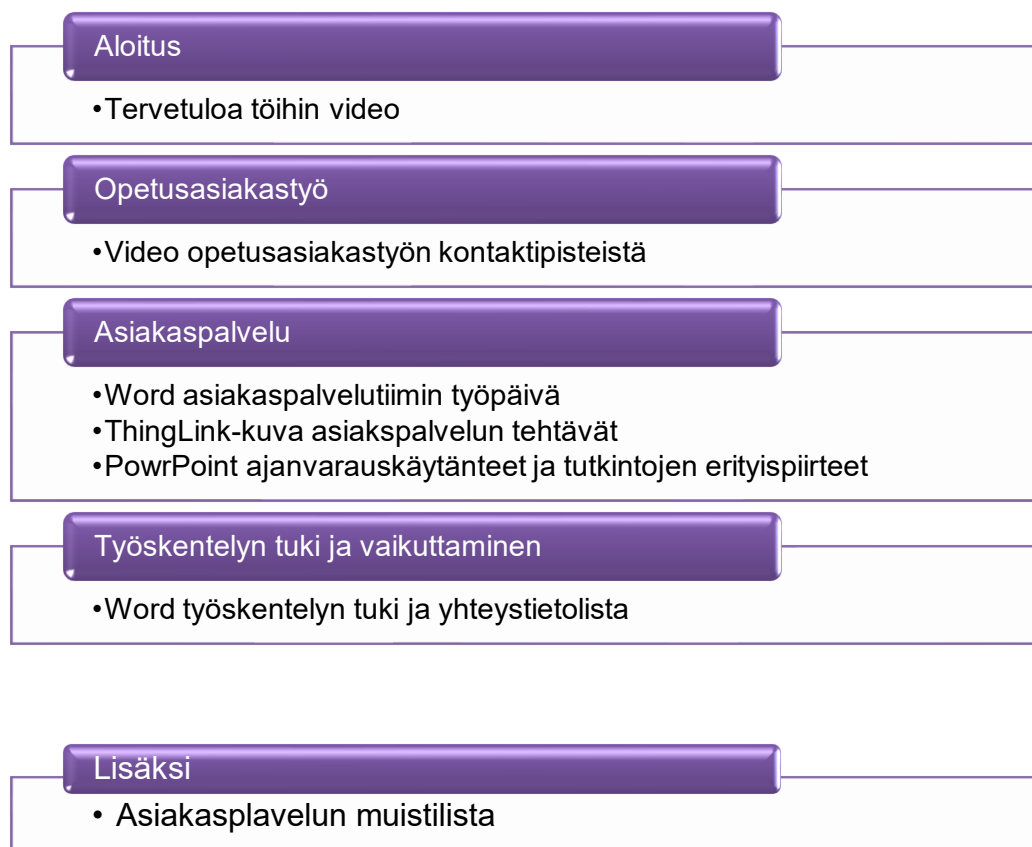 Aloitus
•Tervetuloa töihin video
Opetusasiakastyö
•Video opetusasiakastyön kontaktipisteistä
Asiakaspalvelu
•Word asiakaspalvelutiimin työpäivä
•ThingLink-kuva asiakspalvelun tehtävät
•PowrPoint ajanvarauskäytänteet ja tutkintojen erityispiirteet
Työskentelyn tuki ja vaikuttaminen
•Word työskentelyn tuki ja yhteystietolista
Lisäksi
• Asiakasplavelun muistilista